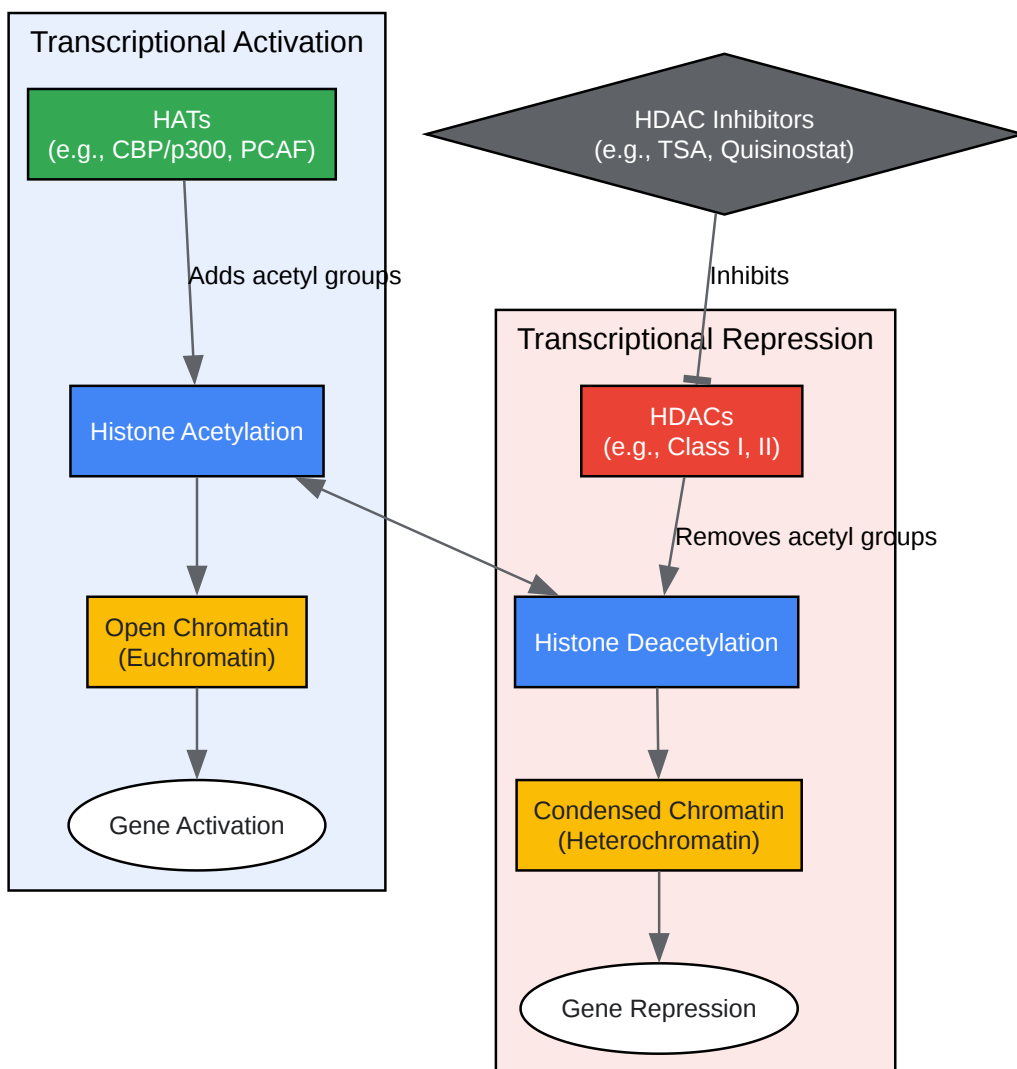 Transcriptional Activation
HATs
(e.g., CBP/p300, PCAF)
Adds acetyl groups
Histone Acetylation
Open Chromatin
(Euchromatin)
Gene Activation
HDAC Inhibitors
(e.g., TSA, Quisinostat)
Inhibits
Transcriptional Repression
HDACs
(e.g., Class I, II)
Removes acetyl groups
Histone Deacetylation
Condensed Chromatin
(Heterochromatin)
Gene Repression